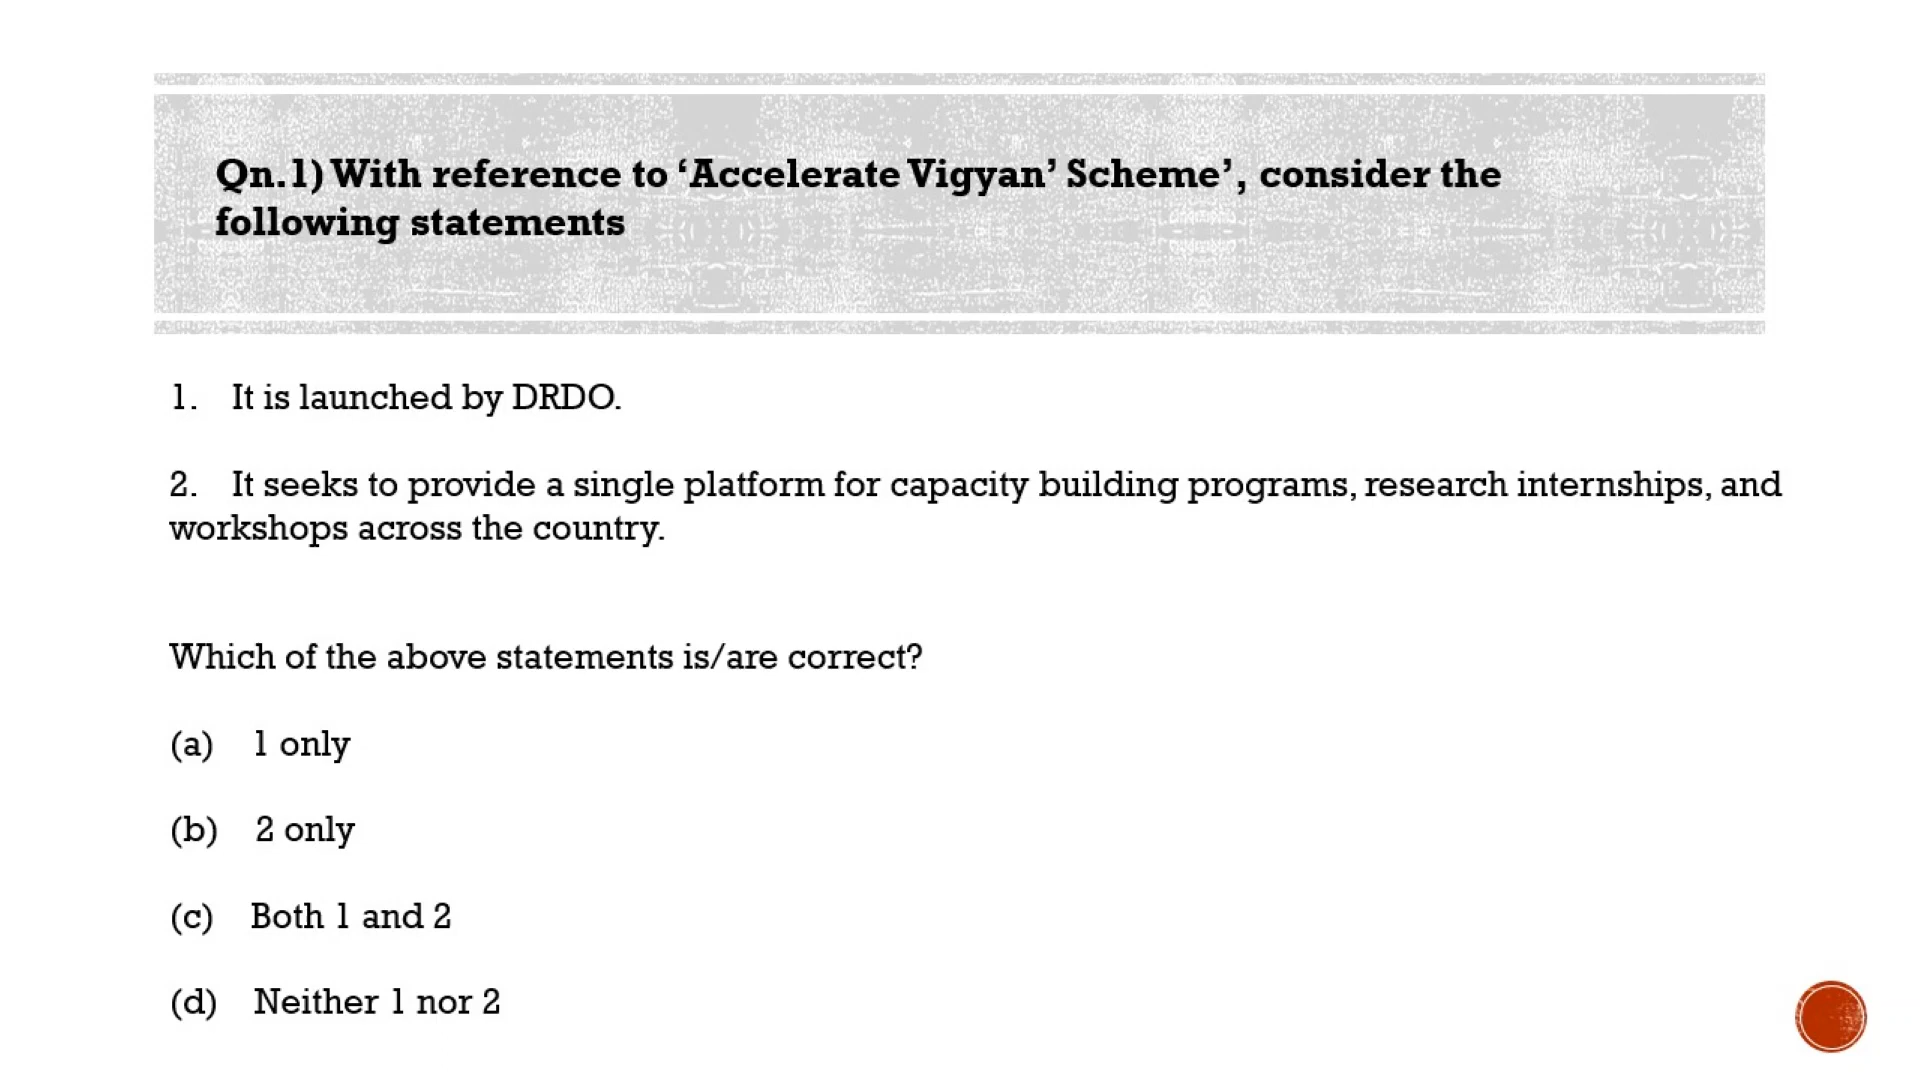 Qn.1) With reference to ‘Accelerate Vigyan’ Scheme’, consider the
following statements
1. It is launched by DRDO.
2. It seeks to provide a single platform for capacity building programs, research internships, and
workshops across the country.
Which of the above statements is/are correct?
(a) 1 only
(b) 2 only
(c) Both 1 and 2
(d) Neither 1 nor 2